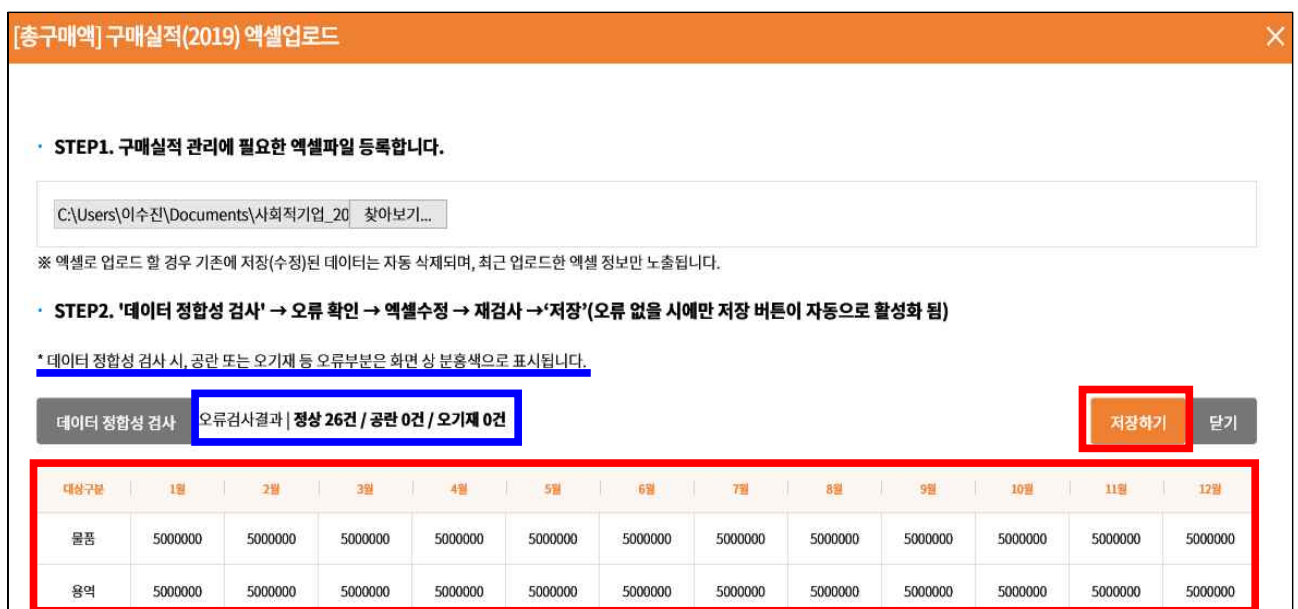 [총구매액] 구매실적(2019) 엑셀업로드
· STEP1. 구매실적 관리에 필요한 엑셀파일 등록합니다.
C:\Users\이수진\Documents\사회적기업_20 찾아보기...
※ 엑셀로 업로드 할 경우 기존에 저장(수정)된 데이터는 자동 삭제되며, 최근 업로드한 엑셀 정보만 노출됩니다.
· STEP2. '데이터 정합성 검사' → 오류 확인 → 엑셀수정 → 재검사 →‘저장’(오류 없을 시에만 저장 버튼이 자동으로 활성화 됨)
* 데이터 정합성 검사 시, 공란 또는 오기재 등 오류부분은 화면 상 분홍색으로 표시됩니다.
데이터 정합성 검사 오류검사결과 | 정상 26건 / 공란 0건 / 오기재 0건 저장하기 닫기
대상구분 1월 2월 3월 4월 5월 6월 7월 8월 9월 10월 11월 12월
물품 5000000 5000000 5000000 5000000 5000000 5000000 5000000 5000000 5000000 5000000 5000000 5000000
용역 5000000 5000000 5000000 5000000 5000000 5000000 5000000 5000000 5000000 5000000 5000000 5000000